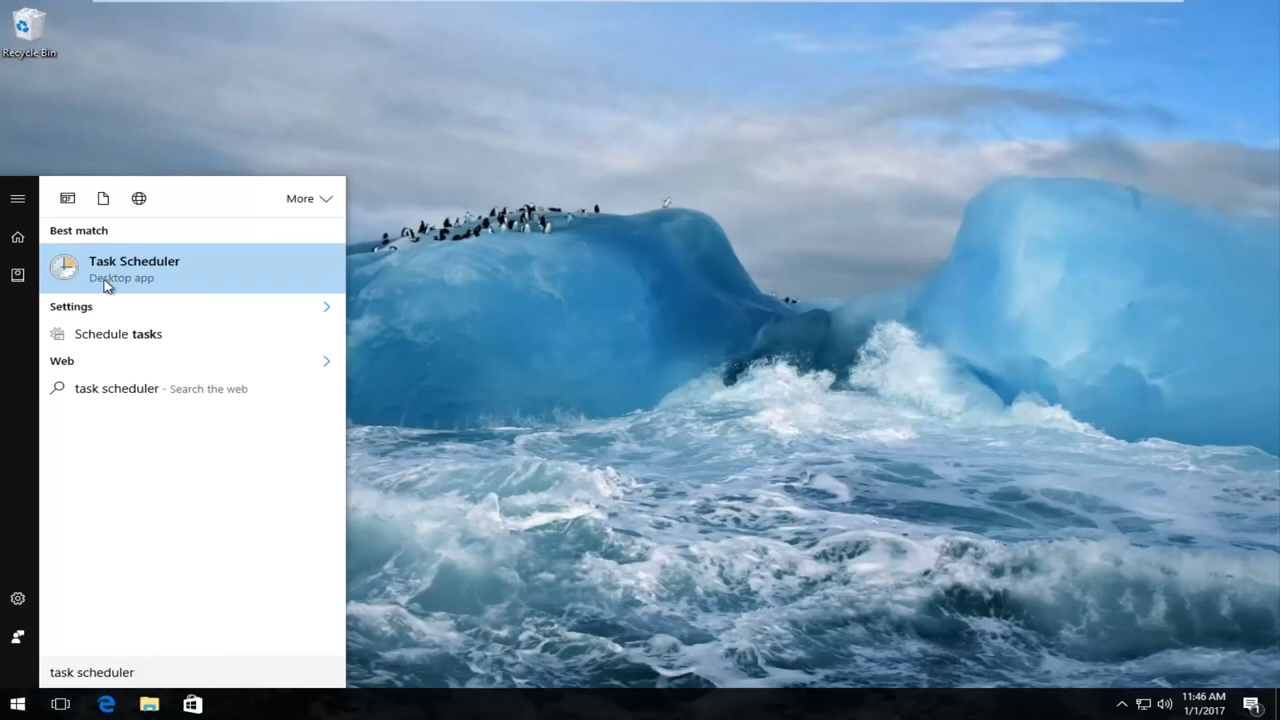 Recycle Bin
More
Best match
Task Scheduler
Desktop app
Settings
Schedule tasks
Web
task scheduler - Search the web
task scheduler
11:46 AM
1/1/2017
1